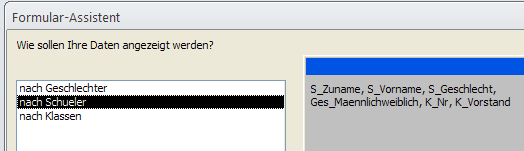 Formular-Assistent
Wie sollen Ihre Daten angezeigt werden?
nach Geschlechter
nach Schueler
nach Klassen
S_Zuname, S_Vorname, S_Geschlecht,
Ges_Maennlichweiblich, K_Nr, K_Vorstand